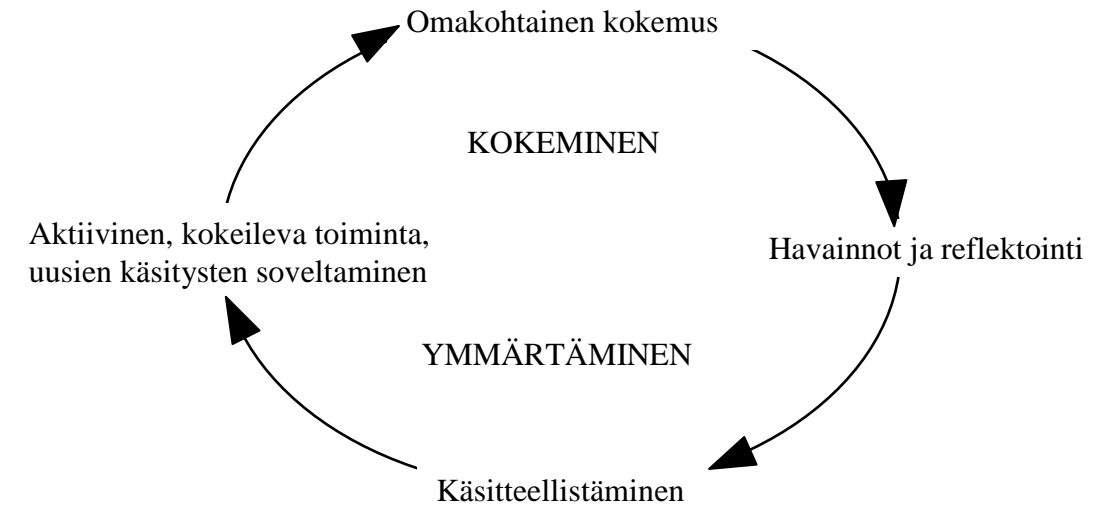 Omakohtainen kokemus
KOKEMINEN
Aktiivinen, kokeileva toiminta,
uusien käsitysten soveltaminen
Havainnot ja reflektointi
YMMÄRTÄMINEN
Käsitteellistäminen